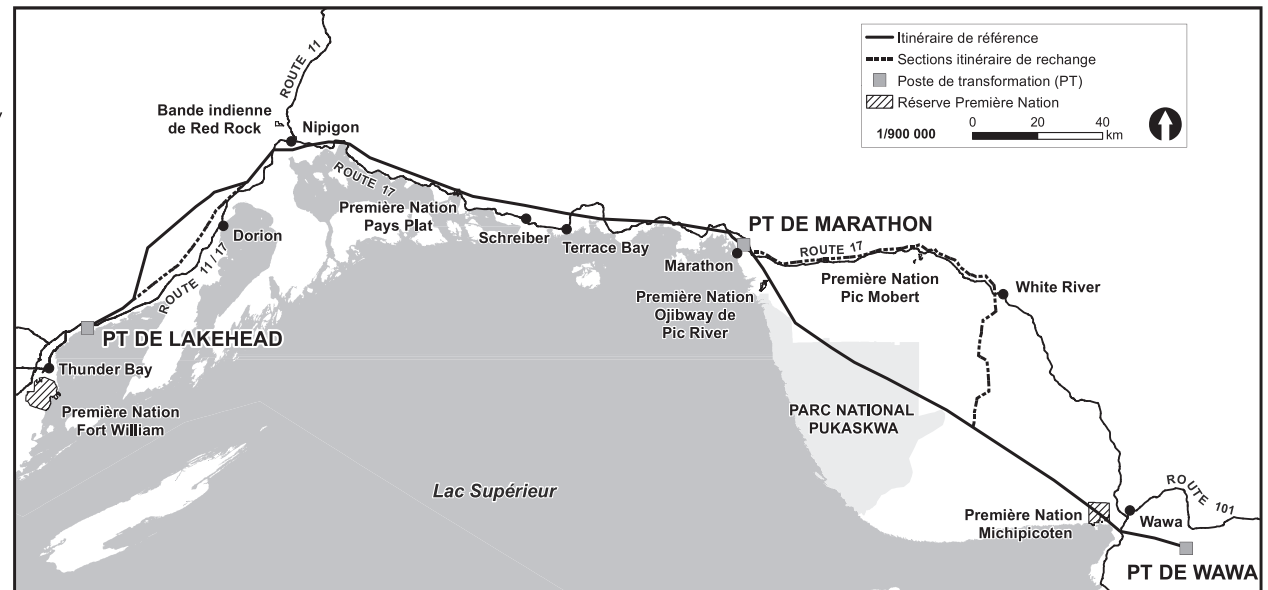 Itinéraire de référence
Sections itinéraire de rechange
Poste de transformation (PT)
Réserve Première Nation
1/900 000
0 20 40
km
ROUTE 11
Bande indienne
de Red Rock
Nipigon
ROUTE 17
Première Nation
Pays Plat
Dorion
Schreiber
Terrace Bay
ROUTE 11/17
PT DE MARATHON
Marathon
ROUTE 17
Première Nation
Pic Mobert
White River
Première Nation
Ojibway de
Pic River
PT DE LAKEHEAD
Thunder Bay
Première Nation
Fort William
PARC NATIONAL
PUKASKWA
Lac Supérieur
ROUTE 101
Première Nation
Michipicoten
Wawa
PT DE WAWA